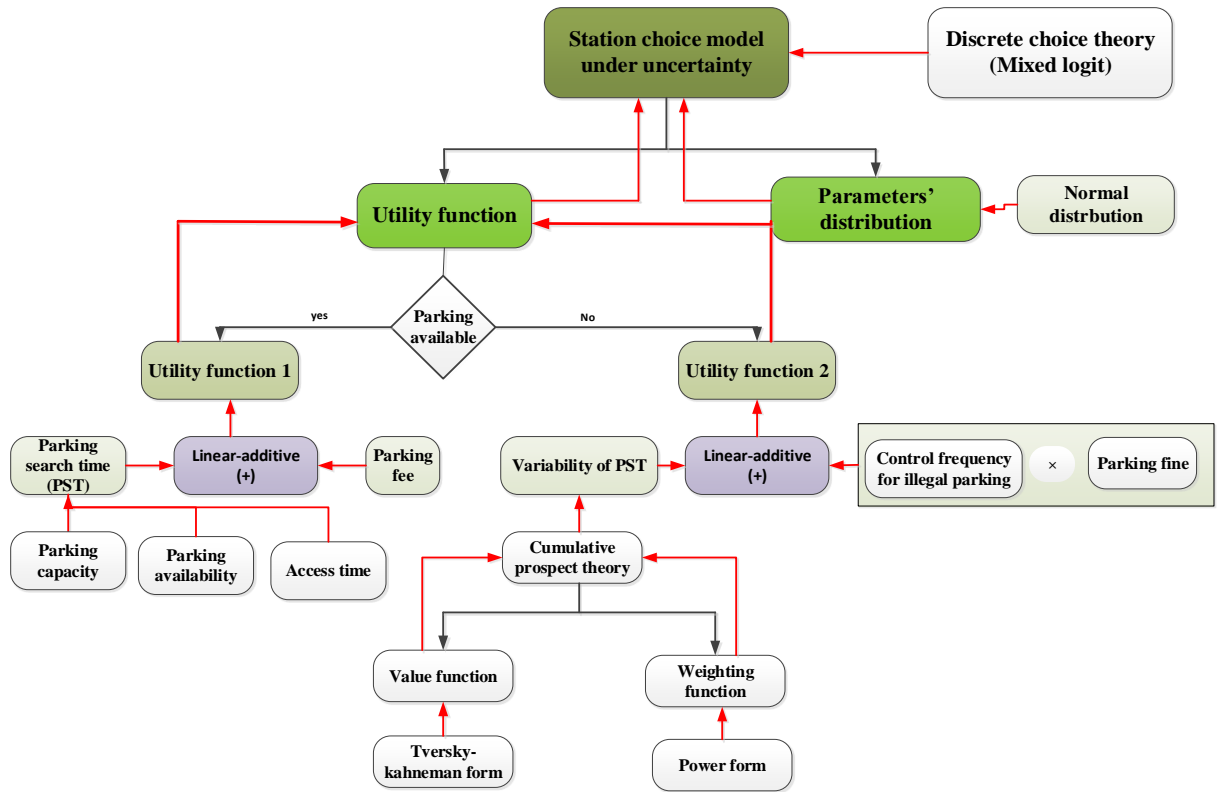 Station choice model
under uncertainty
Discrete choice theory
(Mixed logit)
Utility function
Parameters'
distribution
Normal
distrbution
Parking
available
yes
No
Utility function 1
Utility function 2
Parking
search time
(PST)
Linear-additive
(+)
Parking
fee
Variability of PST
Linear-additive
(+)
Control frequency
for illegal parking
×
Parking fine
Parking
capacity
Parking
availability
Access time
Cumulative
prospect theory
Value function
Weighting
function
Tversky-
kahneman form
Power form